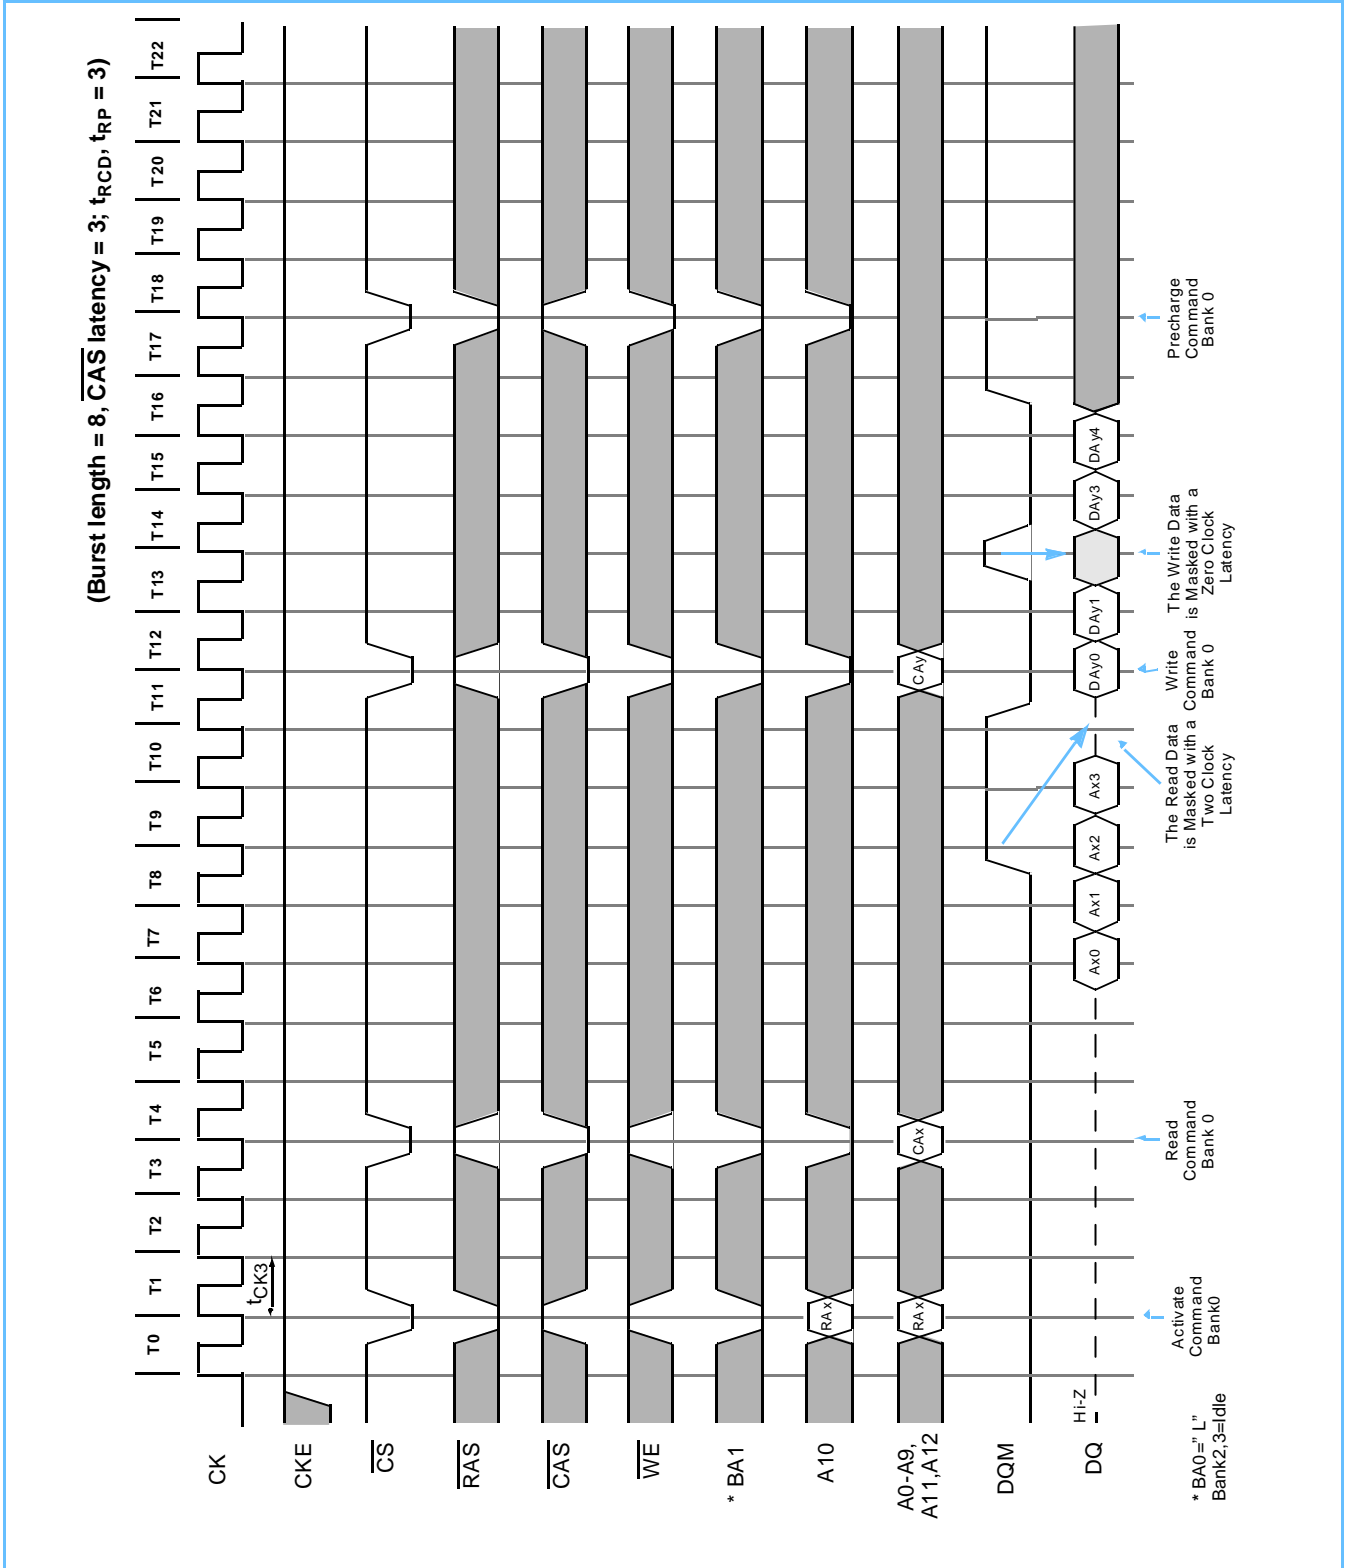 (Burst length = 8, CAS latency = 3; tRCD, tRP = 3)
T0 T1 T2 T3 T4 T5 T6 T7 T8 T9 T10 T11 T12 T13 T14 T15 T16 T17 T18 T19 T20 T21 T22
CK
tCK3
CKE
CS
RAS
CAS
WE
* BA1
A10
RAx
A0-A9,
A11,A12
RAx CAx CAy
DQM
DQ
Hi-Z
Ax0 Ax1 Ax2 Ax3 DAy0 DAy1 DAy3 DAy4
* BA0=” L”
Bank2,3=Idle
Activate
Command
Bank0
Read
Command
Bank 0
The Read Data
is Masked with a
Two Clock
Latency
Write
Command
Bank 0
The Write Data
is Masked with a
Zero Clock
Latency
Precharge
Command
Bank 0